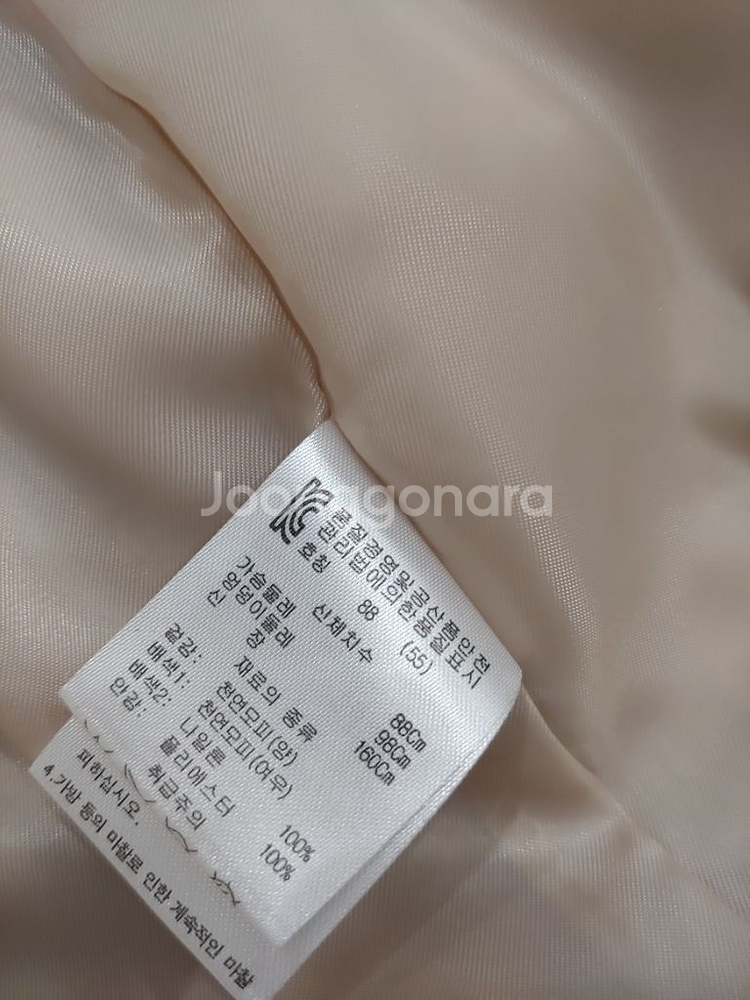 Joongagonara
품질경영및공산품안전
관리법에의한품질표시
호칭 88 (55)
신체치수
가슴둘레 88Cm
엉덩이둘레 98Cm
신 장 160Cm
재료의 종류
겉감: 천연모피(양)
배색1: 천연모피(여우)
배색2: 나일론 100%
안감: 폴리에스터 100%
취급주의
피하십시오.
4.가방 등의 마찰로 인한 계속적인 마찰